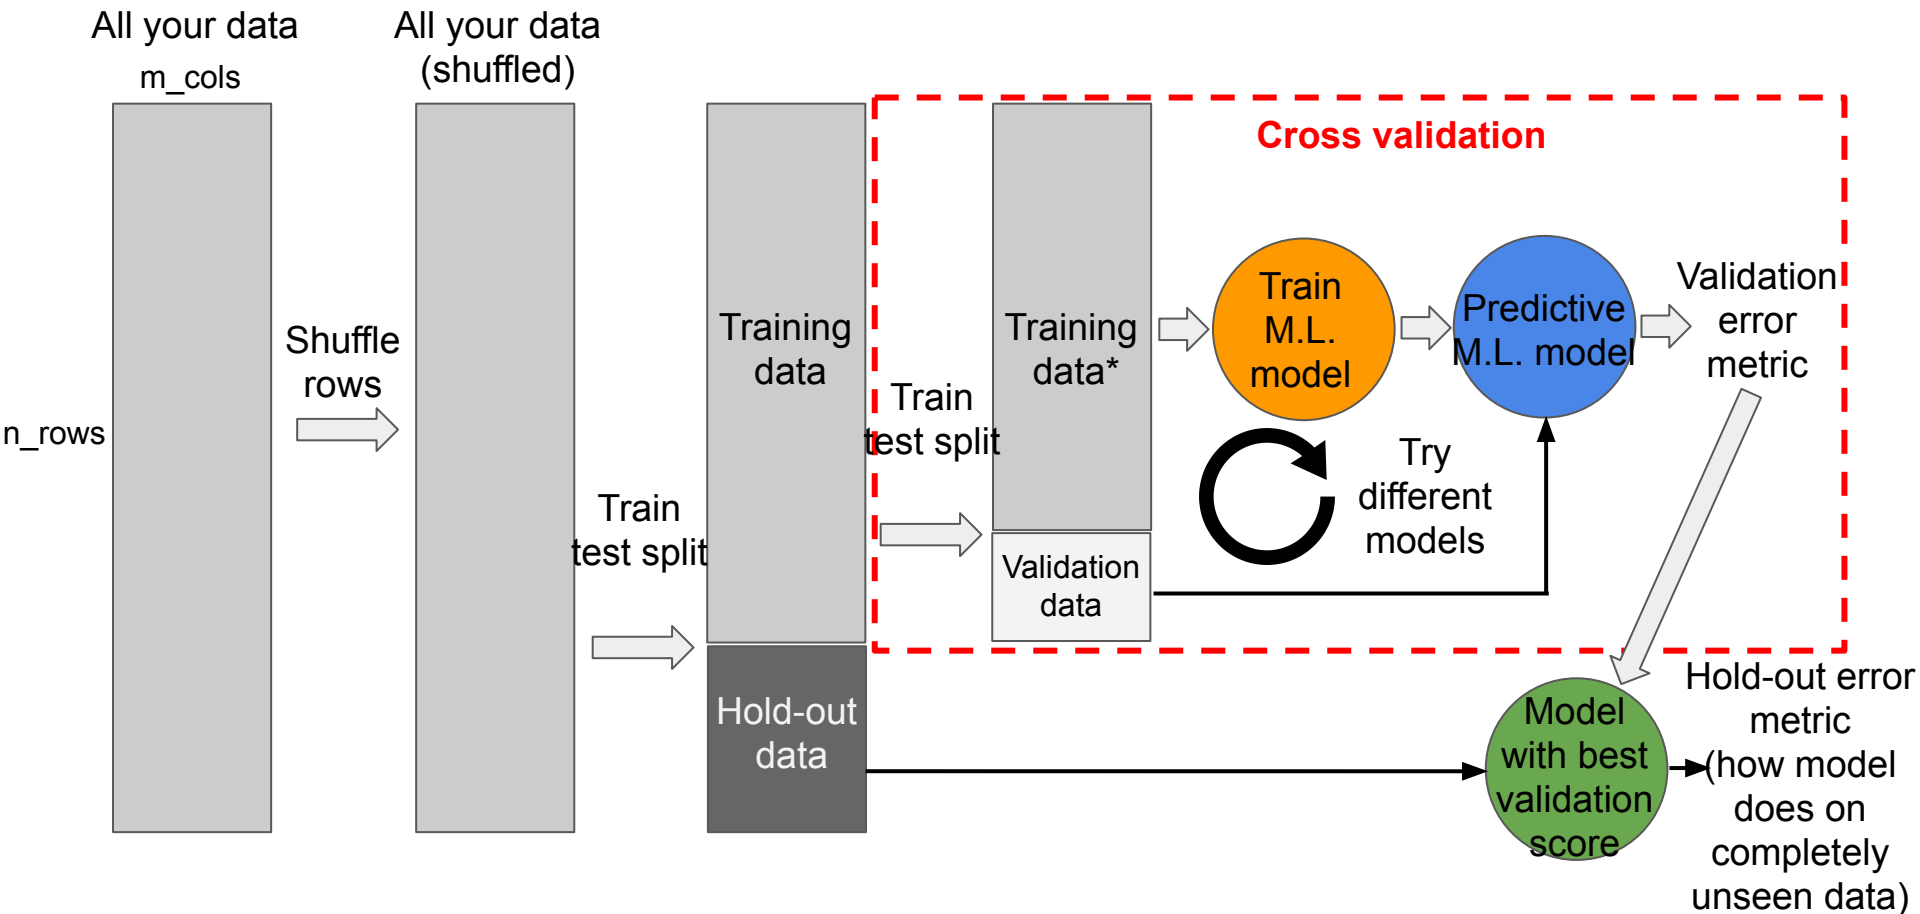 All your data
m_cols
n_rows
Shuffle
rows
All your data
(shuffled)
Train
test split
Training
data
Hold-out
data
Train
test split
Cross validation
Training
data*
Validation
data
Train
M.L.
model
Try
different
models
Predictive
M.L. model
Validation
error
metric
Model
with best
validation
score
Hold-out error
metric
(how model
does on
completely
unseen data)